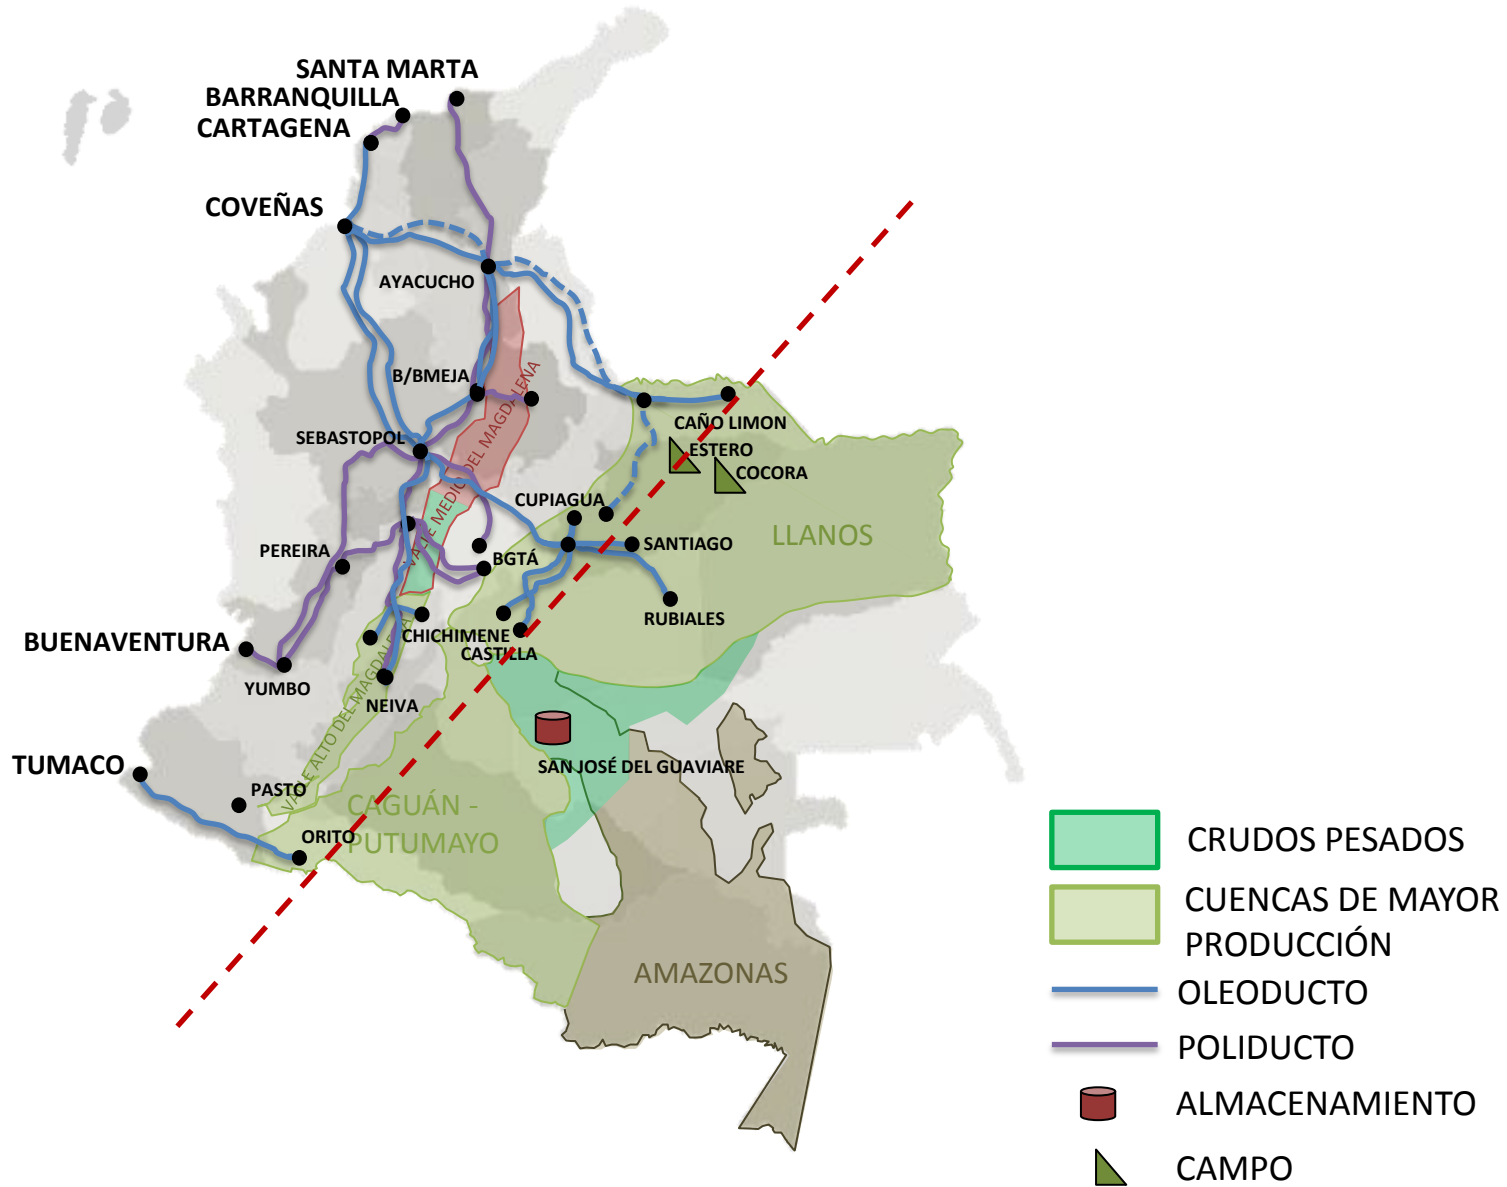 SANTA MARTA
BARRANQUILLA
CARTAGENA
COVEÑAS
AYACUCHO
B/BMEJA
VALLE MEDIO DEL MAGDALENA
CAÑO LIMON
SEBASTOPOL
ESTERO
COCORA
CUPIAGUA
LLANOS
PEREIRA
BGTÁ
SANTIAGO
RUBIALES
BUENAVENTURA
CHICHIMENE
CASTILLA
YUMBO
NEIVA
VALLE ALTO DEL MAGDALENA
TUMACO
PASTO
SAN JOSÉ DEL GUAVIARE
CAGUÁN -
PUTUMAYO
ORITO
AMAZONAS
CRUDOS PESADOS
CUENCAS DE MAYOR
PRODUCCIÓN
OLEODUCTO
POLIDUCTO
ALMACENAMIENTO
CAMPO